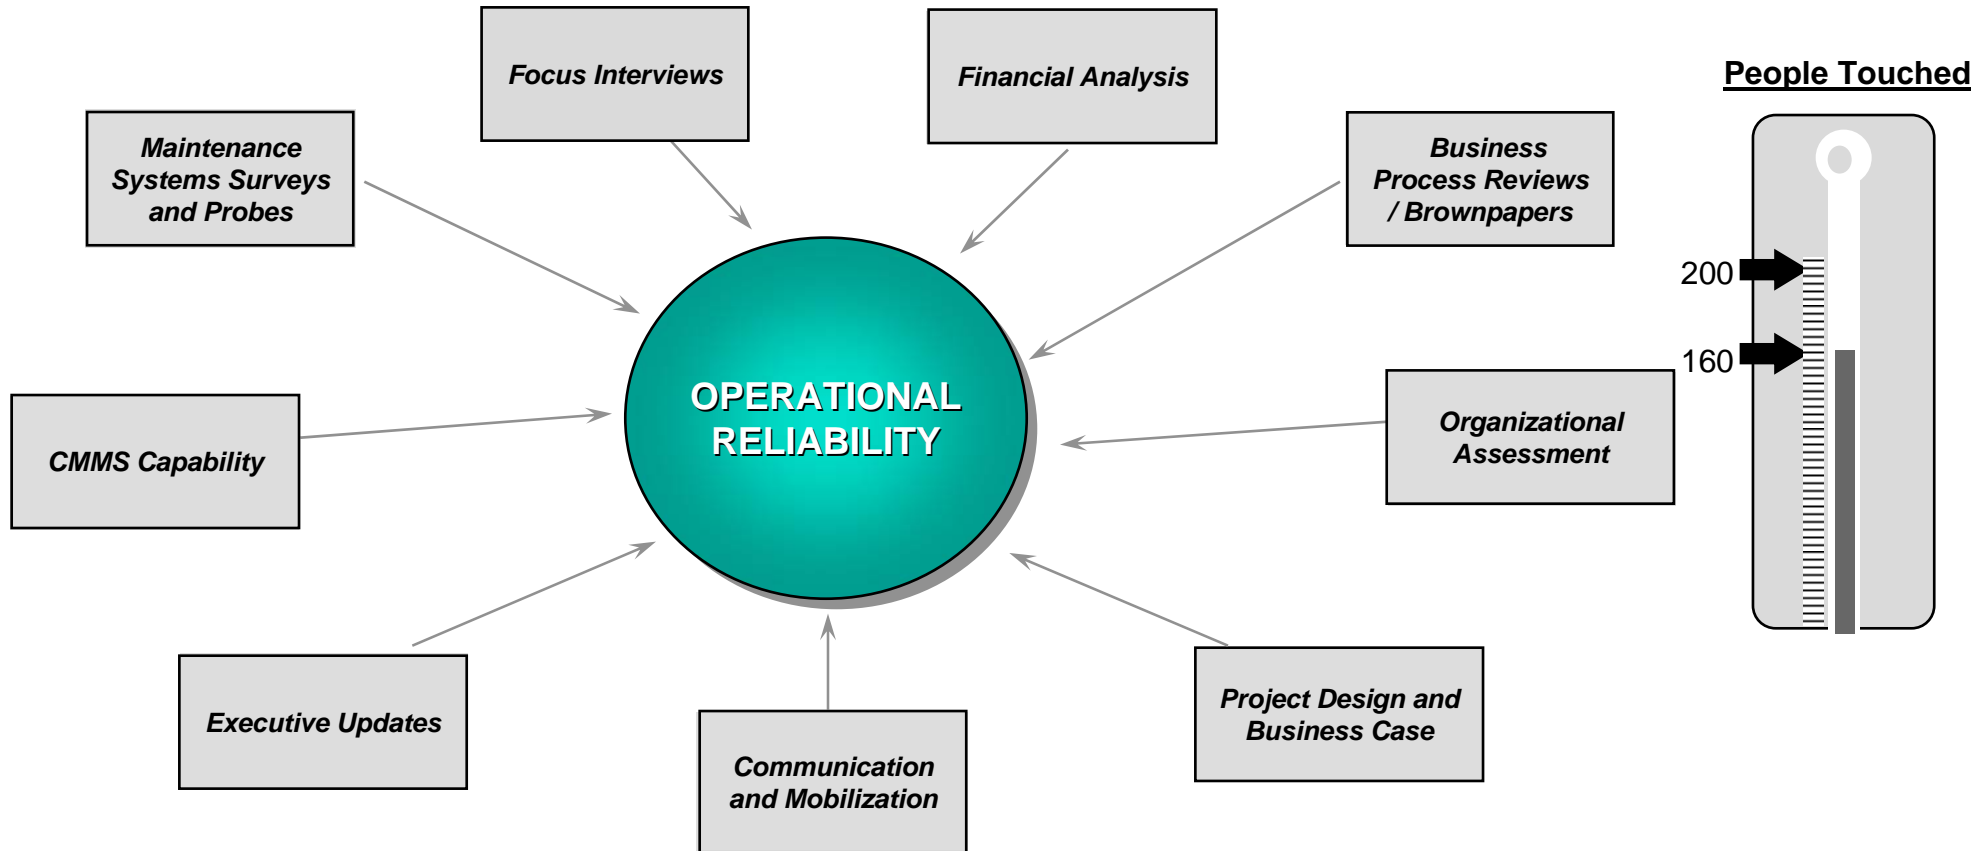 Focus Interviews
Financial Analysis
People Touched
Maintenance
Systems Surveys
and Probes
Business
Process Reviews
/ Brownpapers
200
160
OPERATIONAL
RELIABILITY
CMMS Capability
Organizational
Assessment
Executive Updates
Communication
and Mobilization
Project Design and
Business Case